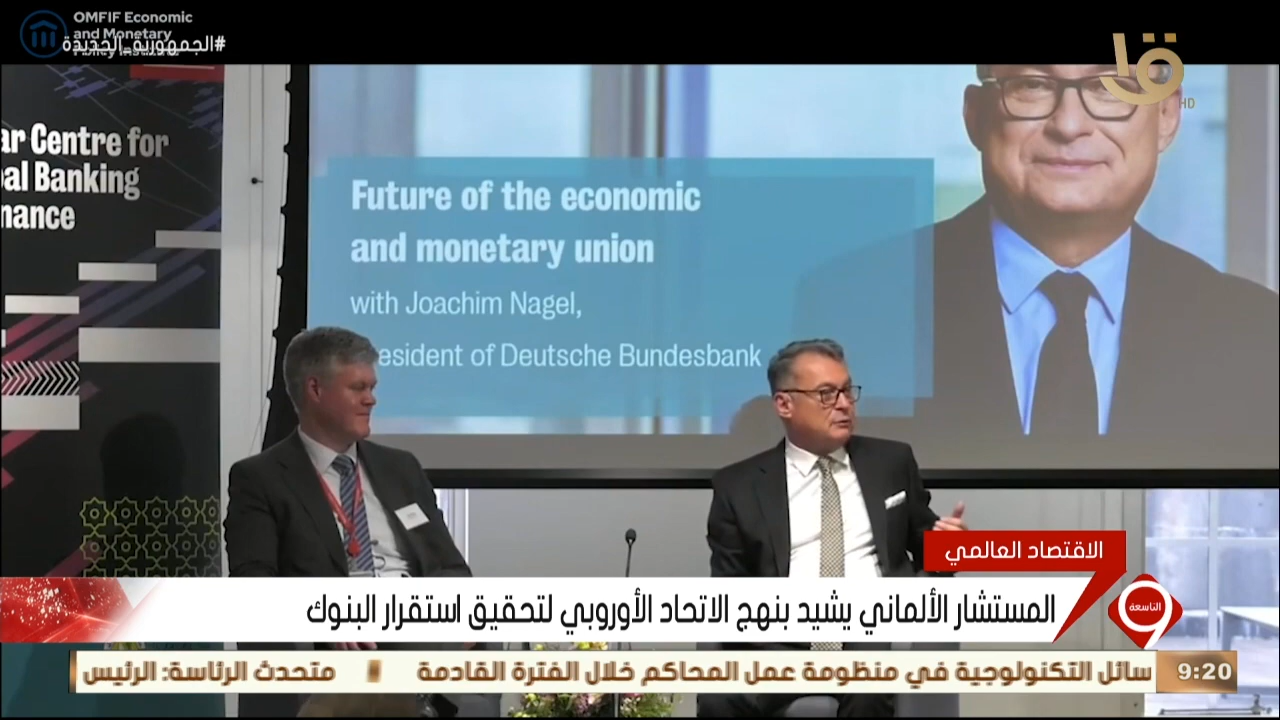 OMFIF Economic
and Monetary
#الجمهورية_الجديدة
HD
ar Centre for
bal Banking
nance
Future of the economic
and monetary union
with Joachim Nagel,
esident of Deutsche Bundesbank
الاقتصاد العالمي
المستشار الألماني يشيد بنهج الاتحاد الأوروبي لتحقيق استقرار البنوك
التاسعة
9
9:20
سائل التكنولوجية في منظومة عمل المحاكم خلال الفترة القادمة
متحدث الرئاسة: الرئيس